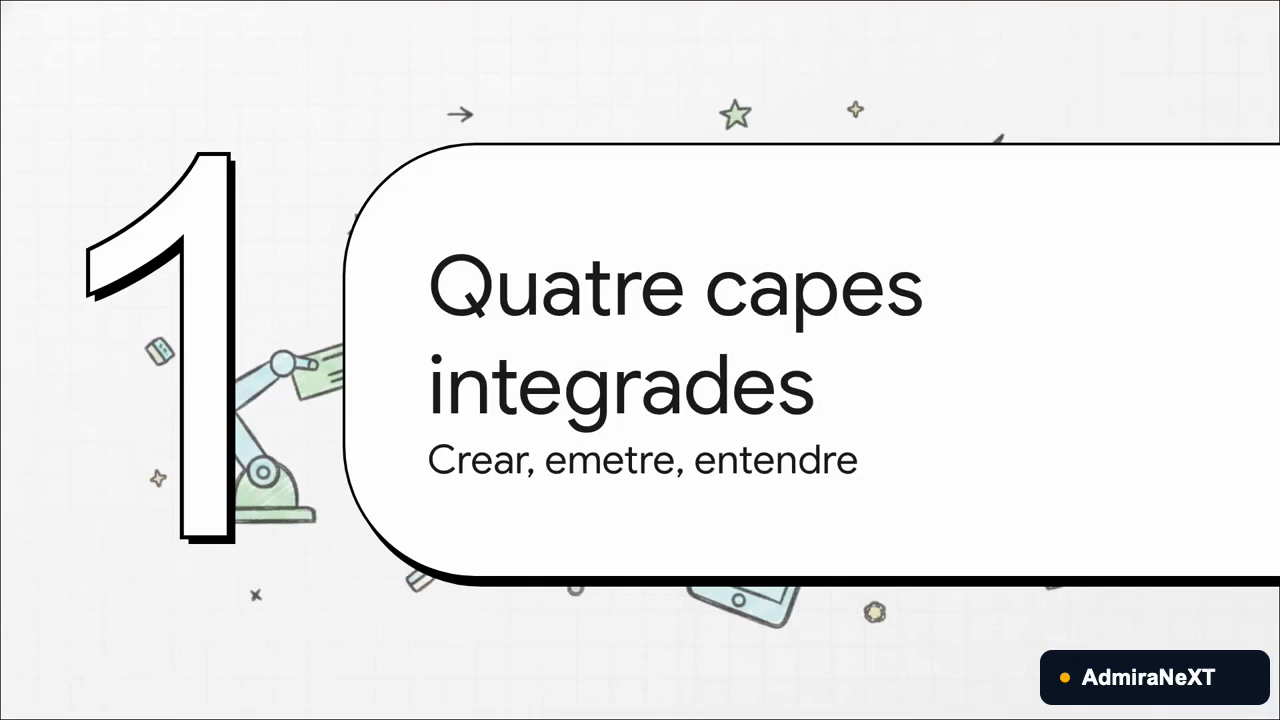 1
Quatre capes
integrades
Crear, emetre, entendre
AdmiraNeXT